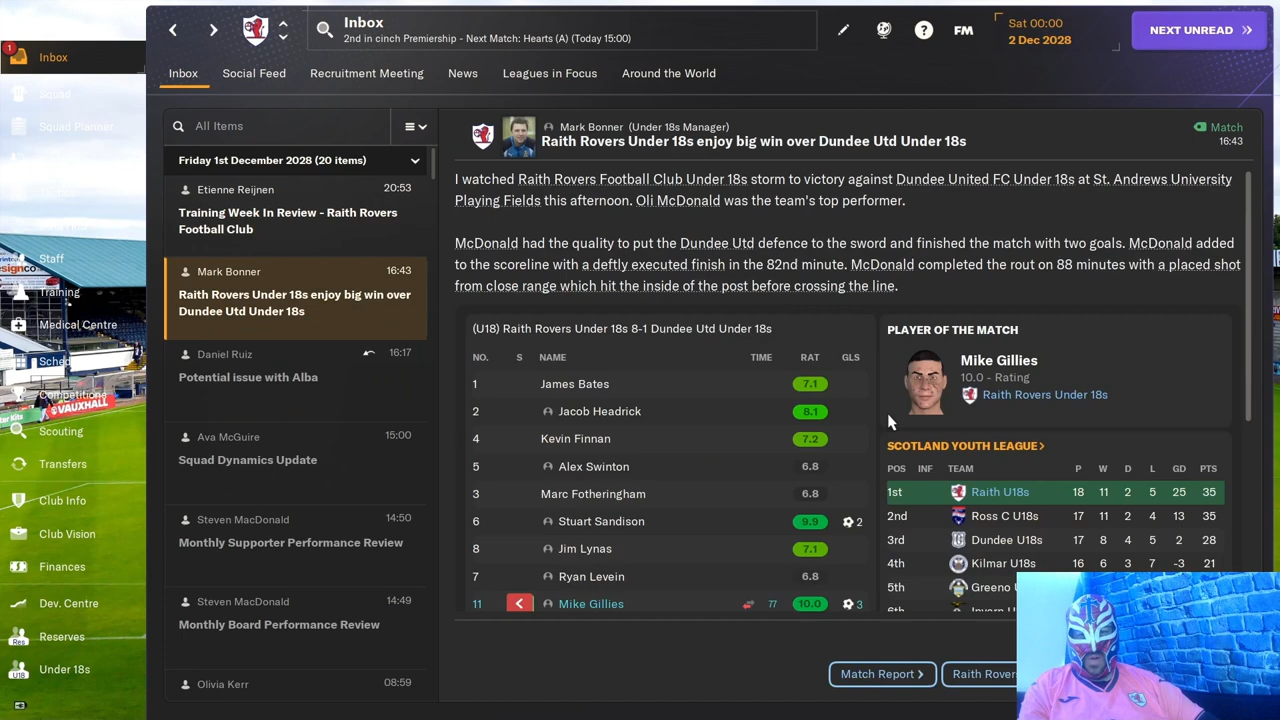 Inbox
2nd in cinch Premiership - Next Match: Hearts (A) (Today 15:00)
FM
Sat 00:00
2 Dec 2028
NEXT UNREAD
1
Inbox
Squad
Squad Planner
Staff
Training
Medical Centre
Sched
Competitions
Scouting
Transfers
Club Info
Club Vision
Finances
Dev. Centre
Res
Reserves
U18
Under 18s
designco
.com
VAUXHALL
Inbox
Social Feed
Recruitment Meeting
News
Leagues in Focus
Around the World
All Items
Friday 1st December 2028 (20 items)
Etienne Reijnen
20:53
Training Week In Review - Raith Rovers
Football Club
Mark Bonner
16:43
Raith Rovers Under 18s enjoy big win over
Dundee Utd Under 18s
Daniel Ruiz
16:17
Potential issue with Alba
Ava McGuire
15:00
Squad Dynamics Update
Steven MacDonald
14:50
Monthly Supporter Performance Review
Steven MacDonald
14:49
Monthly Board Performance Review
Olivia Kerr
08:59
Mark Bonner (Under 18s Manager)
Raith Rovers Under 18s enjoy big win over Dundee Utd Under 18s
Match
16:43
I watched Raith Rovers Football Club Under 18s storm to victory against Dundee United FC Under 18s at St. Andrews University
Playing Fields this afternoon. Oli McDonald was the team's top performer.
McDonald had the quality to put the Dundee Utd defence to the sword and finished the match with two goals. McDonald added
to the scoreline with a deftly executed finish in the 82nd minute. McDonald completed the rout on 88 minutes with a placed shot
from close range which hit the inside of the post before crossing the line.
(U18) Raith Rovers Under 18s 8-1 Dundee Utd Under 18s
NO. S NAME TIME RAT GLS
1 James Bates 7.1
2 Jacob Headrick 8.1
4 Kevin Finnan 7.2
5 Alex Swinton 6.8
3 Marc Fotheringham 6.8
6 Stuart Sandison 9.9 2
8 Jim Lynas 7.1
7 Ryan Levein 6.8
11 Mike Gillies 77 10.0 3
PLAYER OF THE MATCH
Mike Gillies
10.0 - Rating
Raith Rovers Under 18s
SCOTLAND YOUTH LEAGUE >
POS INF TEAM P W D L GD PTS
1st Raith U18s 18 11 2 5 25 35
2nd Ross C U18s 17 11 2 4 13 35
3rd Dundee U18s 17 8 4 5 2 28
4th Kilmar U18s 16 6 3 7 -3 21
5th Greeno U
6th Invern U
Match Report >
Raith Rovers